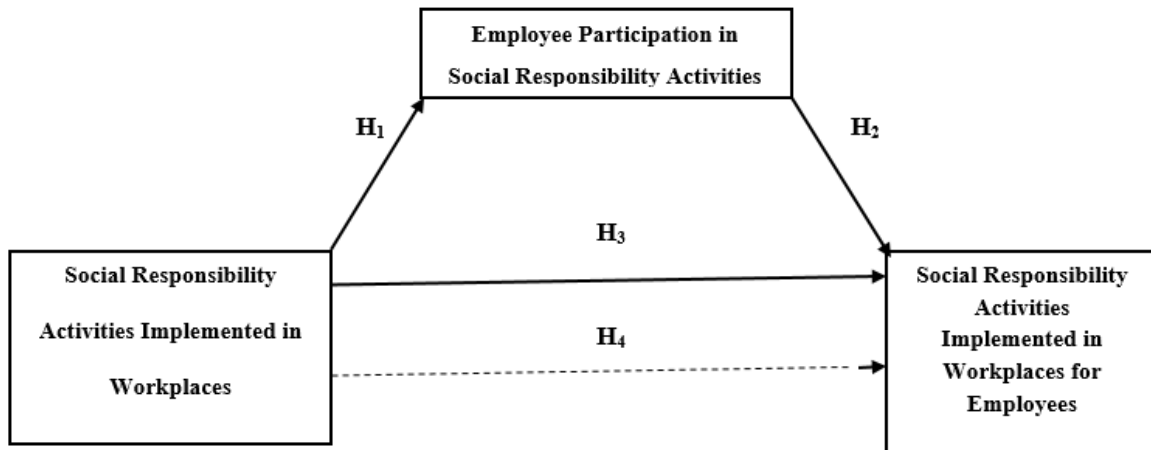 Employee Participation in
Social Responsibility Activities
H₁
H₂
H₃
Social Responsibility
Activities Implemented in
Workplaces
H₄
Social Responsibility
Activities
Implemented in
Workplaces for
Employees